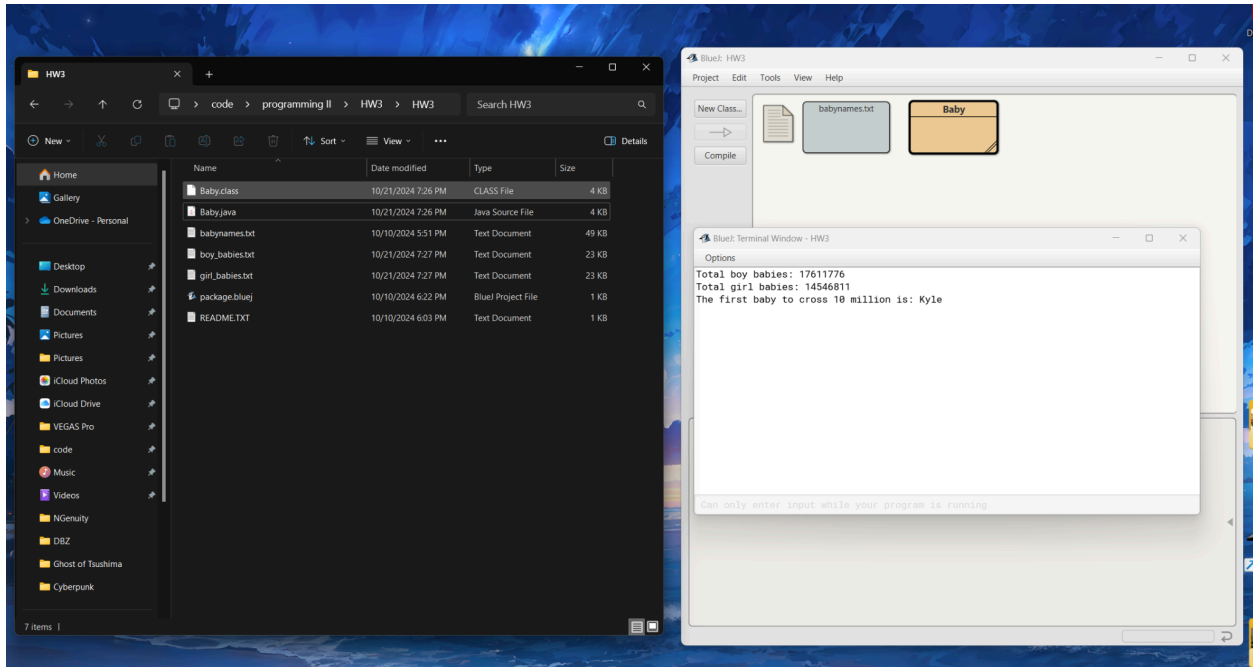 HW3
code > programming II > HW3 > HW3
Search HW3
New
Sort
View
Details
Home
Gallery
OneDrive - Personal
Desktop
Downloads
Documents
Pictures
Pictures
iCloud Photos
iCloud Drive
VEGAS Pro
code
Music
Videos
NGenuity
DBZ
Ghost of Tsushima
Cyberpunk
Name Date modified Type Size
Baby.class 10/21/2024 7:26 PM CLASS File 4 KB
Baby.java 10/21/2024 7:26 PM Java Source File 4 KB
babynames.txt 10/10/2024 5:51 PM Text Document 49 KB
boy_babies.txt 10/21/2024 7:27 PM Text Document 23 KB
girl_babies.txt 10/21/2024 7:27 PM Text Document 23 KB
package.bluej 10/10/2024 6:22 PM BlueJ Project File 1 KB
README.TXT 10/10/2024 6:03 PM Text Document 1 KB
7 items
BlueJ: HW3
Project Edit Tools View Help
New Class...
Compile
babynames.txt
Baby
BlueJ: Terminal Window - HW3
Options
Total boy babies: 17611776
Total girl babies: 14546811
The first baby to cross 10 million is: Kyle
Can only enter input while your program is running